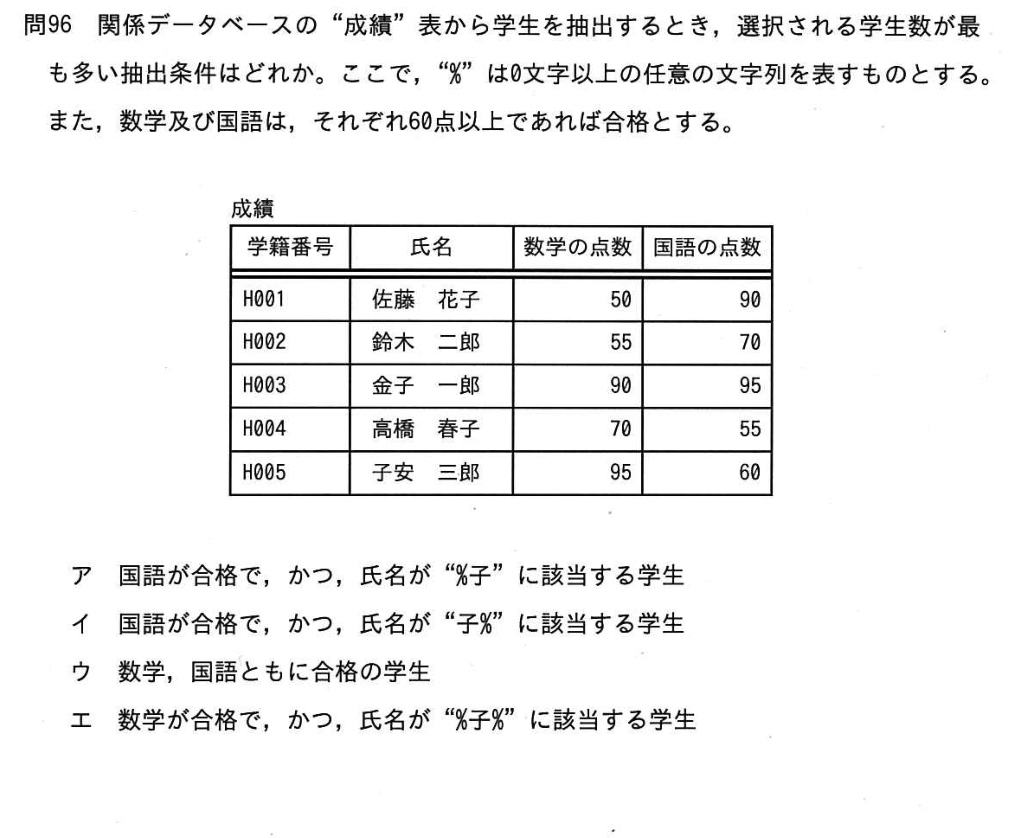 問96 関係データベースの“成績”表から学生を抽出するとき，選択される学生数が最
も多い抽出条件はどれか。ここで，“%”は0文字以上の任意の文字列を表すものとする。
また，数学及び国語は，それぞれ60点以上であれば合格とする。
成績
学籍番号 氏名 数学の点数 国語の点数
H001 佐藤 花子 50 90
H002 鈴木 二郎 55 70
H003 金子 一郎 90 95
H004 高橋 春子 70 55
H005 子安 三郎 95 60
ア 国語が合格で，かつ，氏名が“%子”に該当する学生
イ 国語が合格で，かつ，氏名が“子%”に該当する学生
ウ 数学，国語ともに合格の学生
エ 数学が合格で，かつ，氏名が“%子%”に該当する学生